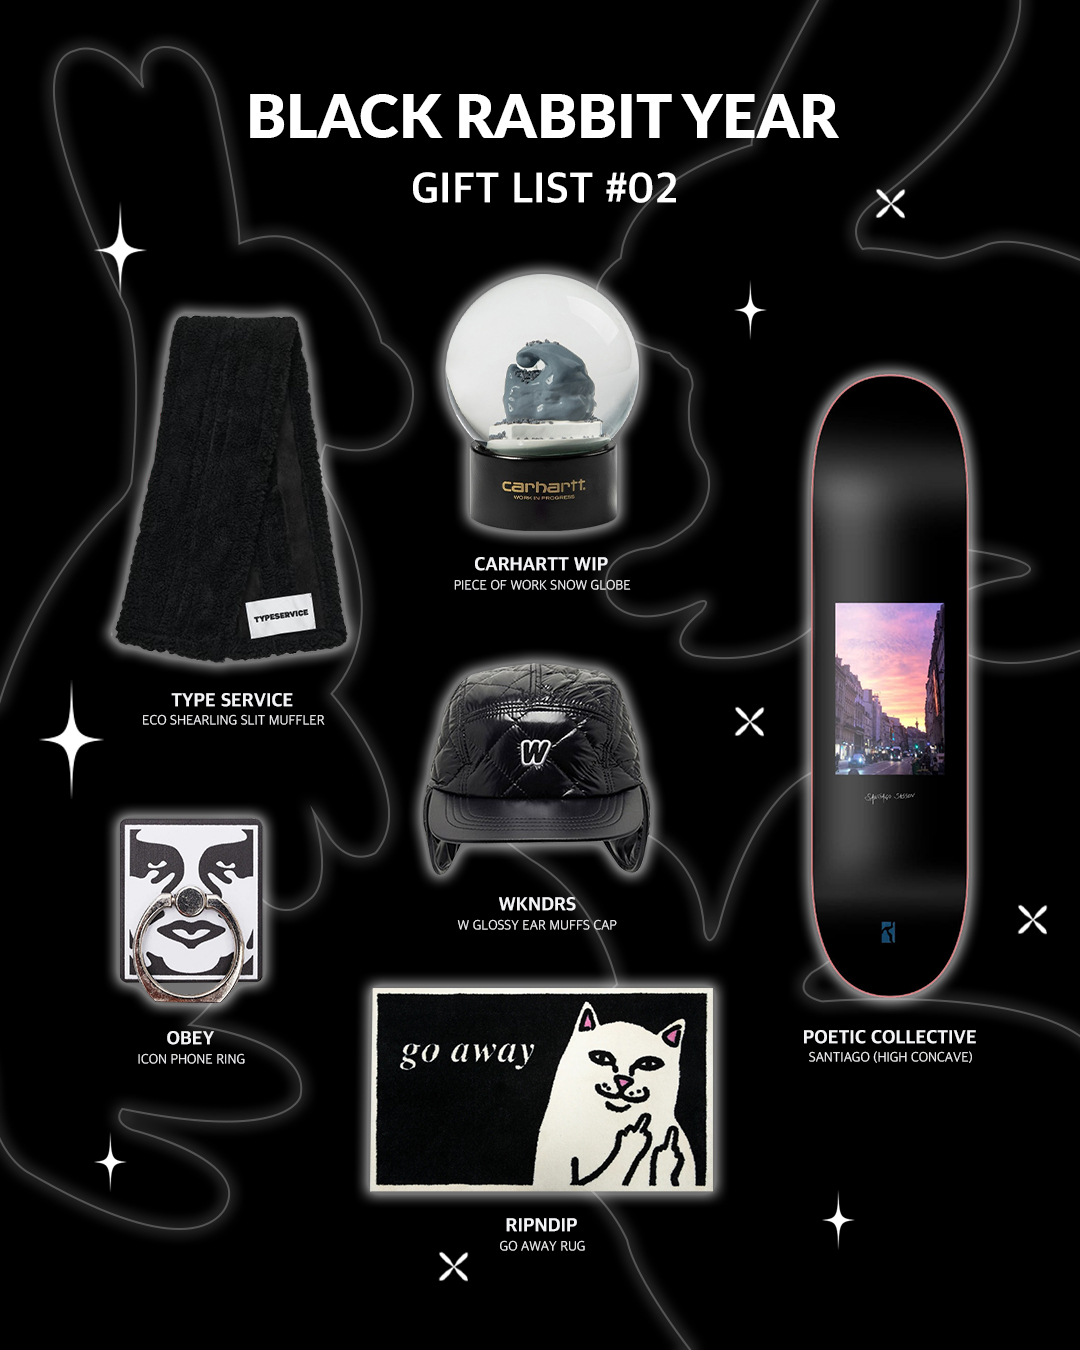 BLACK RABBIT YEAR
GIFT LIST #02
carhartt
WORK IN PROGRESS
CARHARTT WIP
PIECE OF WORK SNOW GLOBE
TYPESERVICE
TYPE SERVICE
ECO SHEARLING SLIT MUFFLER
W
WKNDRS
W GLOSSY EAR MUFFS CAP
OBEY
ICON PHONE RING
POETIC COLLECTIVE
SANTIAGO (HIGH CONCAVE)
go away
RIPNDIP
GO AWAY RUG